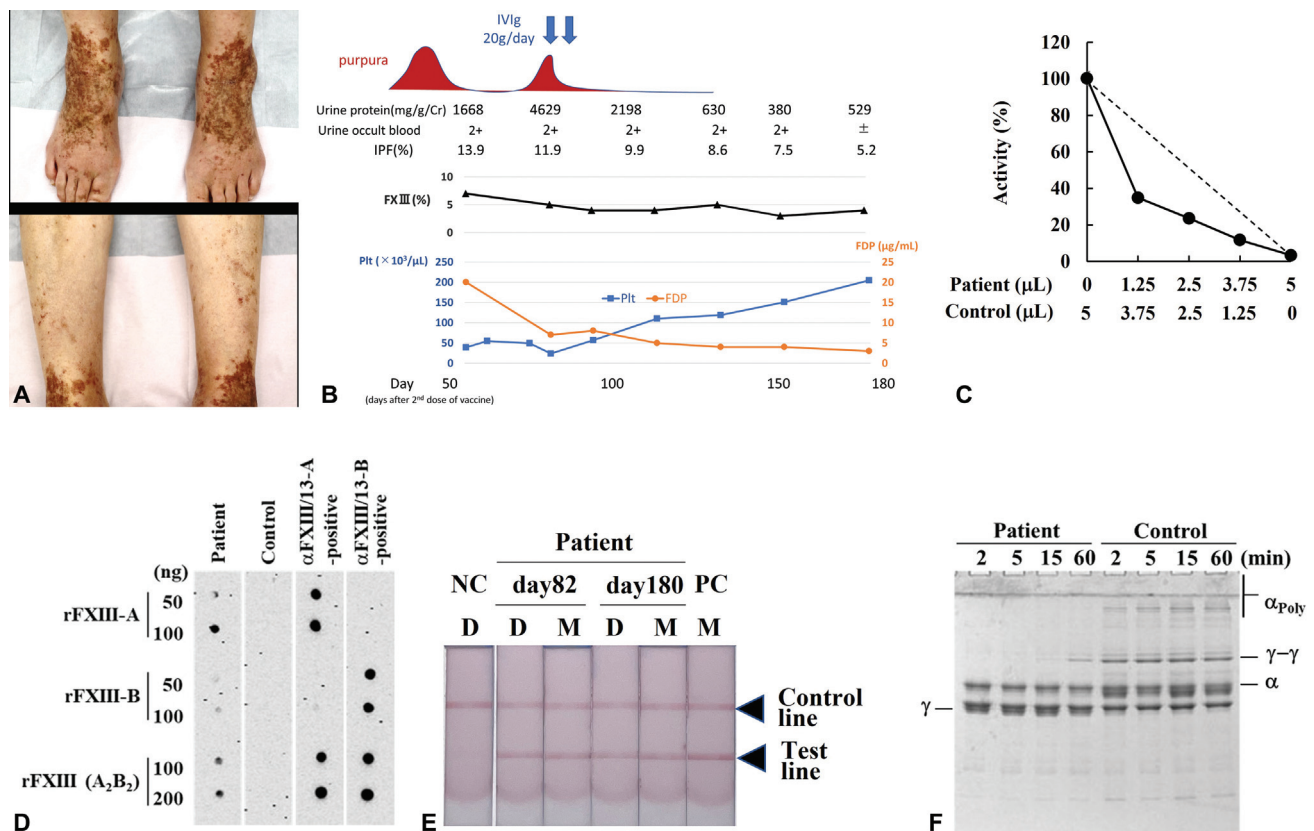 A
IVIg
20g/day
purpura
Urine protein(mg/g/Cr) 1668 4629 2198 630 380 529
Urine occult blood 2+ 2+ 2+ 2+ 2+ ±
IPF(%) 13.9 11.9 9.9 8.6 7.5 5.2
FXⅢ(%)
10
5
0
Plt (×10³/μL)
FDP (μg/mL)
250 25
200 20
150 15
100 10
50 5
0 0
Plt FDP
Day 50 100 150 180
(days after 2nd dose of vaccine)
B
Activity (%)
120
100
80
60
40
20
0
Patient (μL) 0 1.25 2.5 3.75 5
Control (μL) 5 3.75 2.5 1.25 0
C
Patient
Control
αFXIII/13-A
-positive
αFXIII/13-B
-positive
(ng)
rFXIII-A 50
100
rFXIII-B 50
100
rFXIII (A₂B₂) 100
200
D
Patient
NC day82 day180 PC
D D M D M M
Control
line
Test
line
E
Patient Control
2 5 15 60 2 5 15 60 (min)
αPoly
γ–γ
α
γ
F